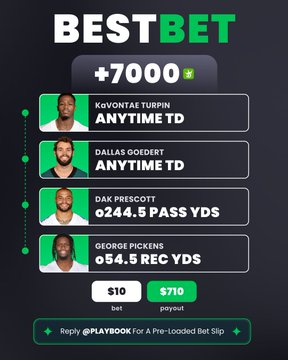 BESTBET
+7000
KaVONTAE TURPIN
ANYTIME TD
DALLAS GOEDERT
ANYTIME TD
DAK PRESCOTT
o244.5 PASS YDS
GEORGE PICKENS
o54.5 REC YDS
$10
bet
$710
payout
Reply @PLAYBOOK For A Pre-Loaded Bet Slip